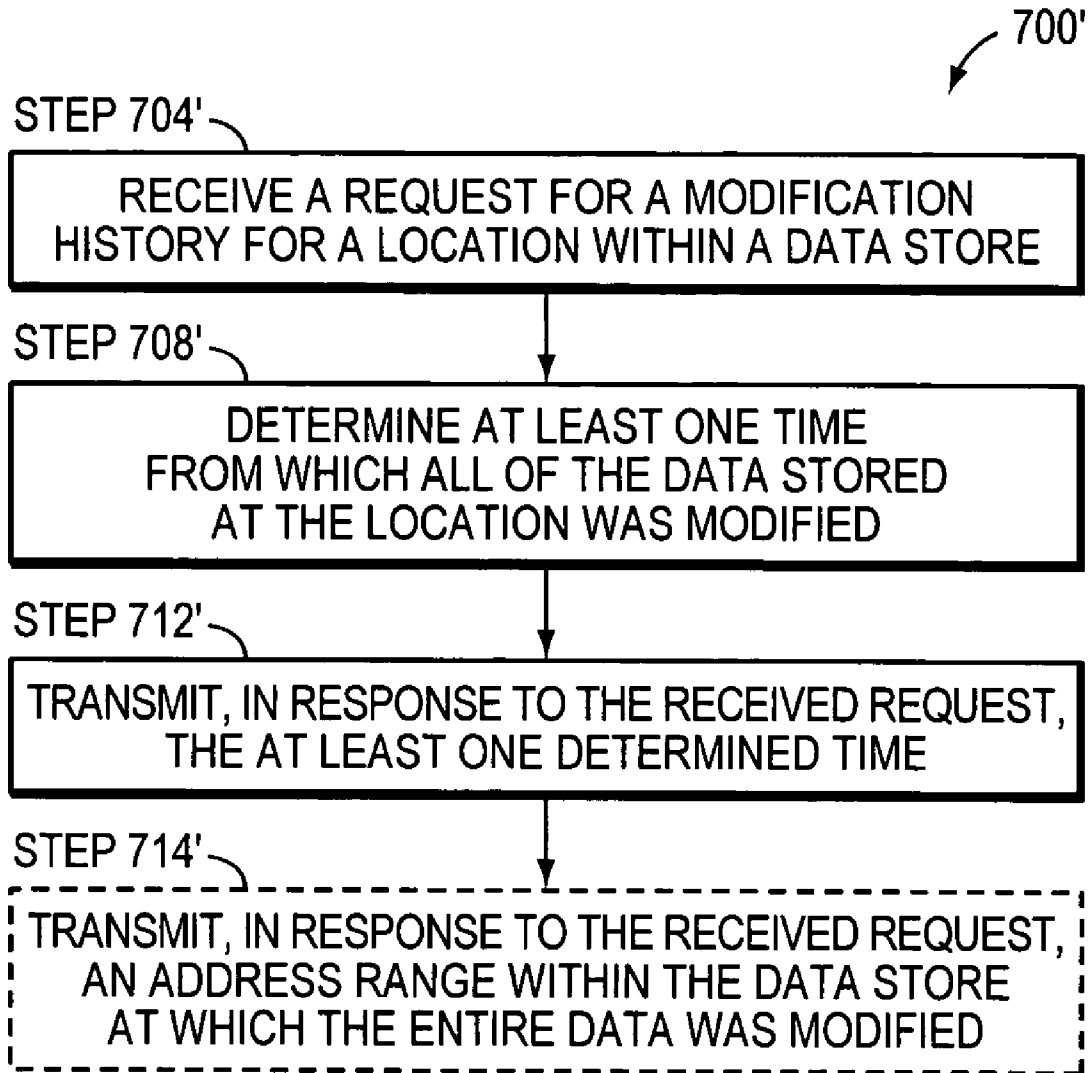 700'
STEP 704'
RECEIVE A REQUEST FOR A MODIFICATION
HISTORY FOR A LOCATION WITHIN A DATA STORE
STEP 708'
DETERMINE AT LEAST ONE TIME
FROM WHICH ALL OF THE DATA STORED
AT THE LOCATION WAS MODIFIED
STEP 712'
TRANSMIT, IN RESPONSE TO THE RECEIVED REQUEST,
THE AT LEAST ONE DETERMINED TIME
STEP 714'
TRANSMIT, IN RESPONSE TO THE RECEIVED REQUEST,
AN ADDRESS RANGE WITHIN THE DATA STORE
AT WHICH THE ENTIRE DATA WAS MODIFIED